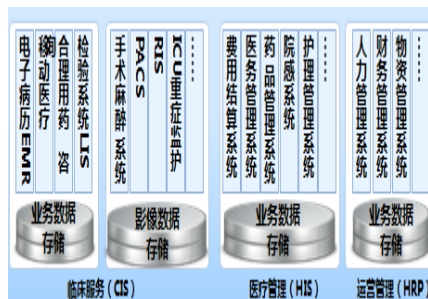 电子病历EMR
移动医疗
合理用药 咨
检验系统LIS
手术麻醉系统
PACS
RIS
ICU重症监护
……
费用结算系统
医务管理系统
药品管理系统
院感系统
护理管理系统
……
人力管理系统
财务管理系统
物资管理系统
……
业务数据
存储
影像数据
存储
业务数据
存储
业务数据
存储
临床服务（CIS）
医疗管理（HIS）
运营管理（HRP）